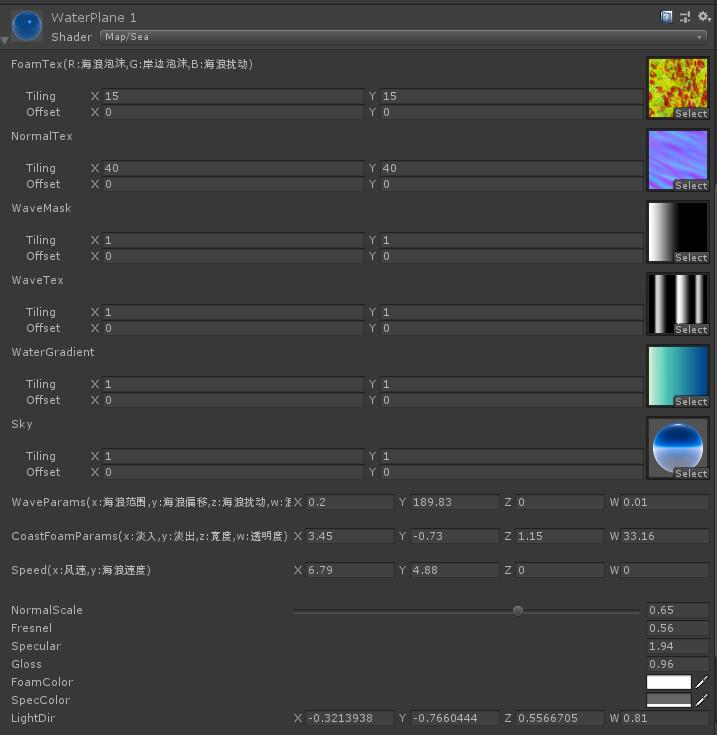 WaterPlane 1
Shader Map/Sea
FoamTex(R:海浪泡沫,G:岸边泡沫,B:海浪扰动)
Tiling X 15 Y 15
Offset X 0 Y 0
Select
NormalTex
Tiling X 40 Y 40
Offset X 0 Y 0
Select
WaveMask
Tiling X 1 Y 1
Offset X 0 Y 0
Select
WaveTex
Tiling X 1 Y 1
Offset X 0 Y 0
Select
WaterGradient
Tiling X 1 Y 1
Offset X 0 Y 0
Select
Sky
Tiling X 1 Y 1
Offset X 0 Y 0
Select
WaveParams(x:海浪范围,y:海浪偏移,z:海浪扰动,w: X 0.2 Y 189.83 Z 0 W 0.01
CoastFoamParams(x:淡入,y:淡出,z:宽度,w:透明度) X 3.45 Y -0.73 Z 1.15 W 33.16
Speed(x:风速,y:海浪速度) X 6.79 Y 4.88 Z 0 W 0
NormalScale 0.65
Fresnel 0.56
Specular 1.94
Gloss 0.96
FoamColor
SpecColor
LightDir X -0.3213938 Y -0.7660444 Z 0.5566705 W 0.81